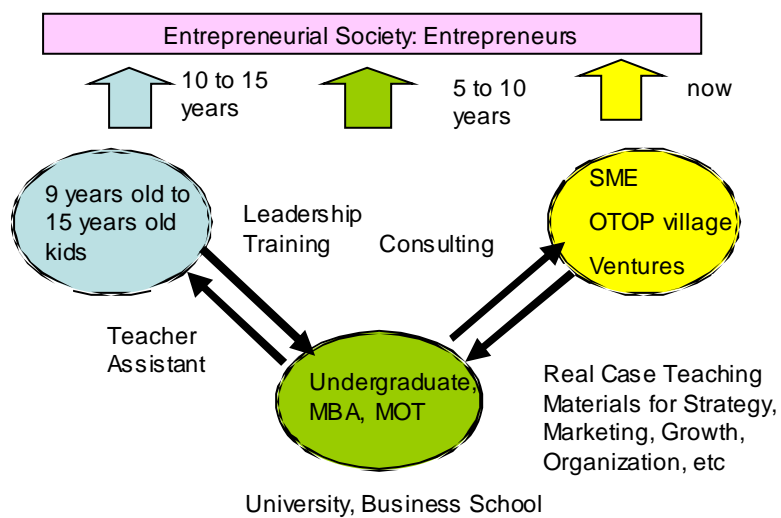 Entrepreneurial Society: Entrepreneurs
10 to 15
years
5 to 10
years
now
9 years old to
15 years old
kids
Leadership
Training
Consulting
SME
OTOP village
Ventures
Teacher
Assistant
Undergraduate,
MBA, MOT
Real Case Teaching
Materials for Strategy,
Marketing, Growth,
Organization, etc
University, Business School